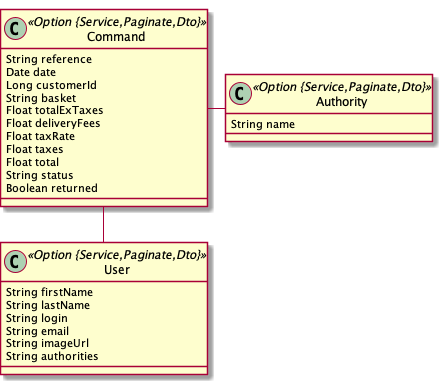 C
«Option {Service,Paginate,Dto}»
Command
String reference
Date date
Long customerId
String basket
Float totalExTaxes
Float deliveryFees
Float taxRate
Float taxes
Float total
String status
Boolean returned
C
«Option {Service,Paginate,Dto}»
Authority
String name
C
«Option {Service,Paginate,Dto}»
User
String firstName
String lastName
String login
String email
String imageUrl
String authorities